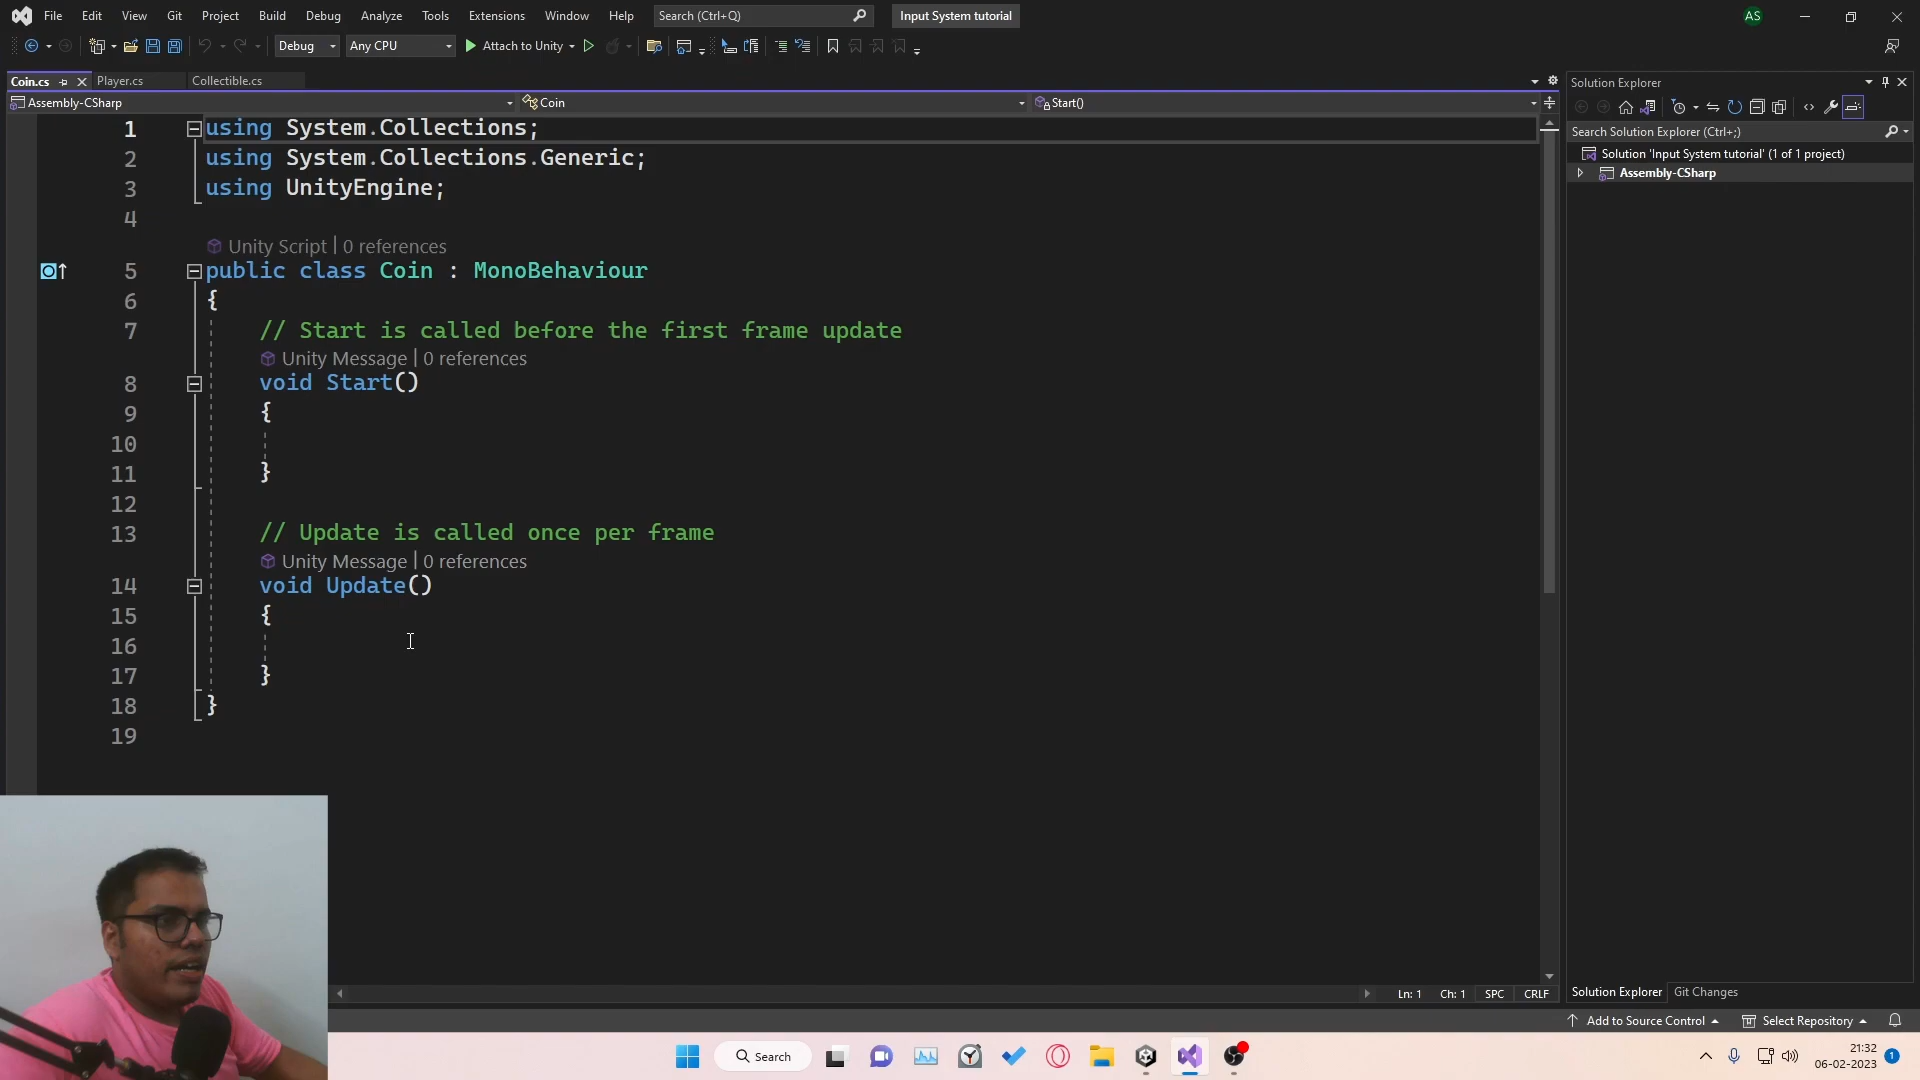 File Edit View Git Project Build Debug Analyze Tools Extensions Window Help Search (Ctrl+Q) Input System tutorial AS
Debug Any CPU Attach to Unity
Coin.cs Player.cs Collectible.cs
Assembly-CSharp Coin Start()
1 using System.Collections;
2 using System.Collections.Generic;
3 using UnityEngine;
4
Unity Script | 0 references
5 public class Coin : MonoBehaviour
6 {
7 // Start is called before the first frame update
Unity Message | 0 references
8 void Start()
9 {
10
11 }
12
13 // Update is called once per frame
Unity Message | 0 references
14 void Update()
15 {
16
17 }
18 }
19
Solution Explorer
Search Solution Explorer (Ctrl+;)
Solution 'Input System tutorial' (1 of 1 project)
Assembly-CSharp
Ln: 1 Ch: 1 SPC CRLF
Solution Explorer Git Changes
Add to Source Control Select Repository
Search
21:32
06-02-2023
1